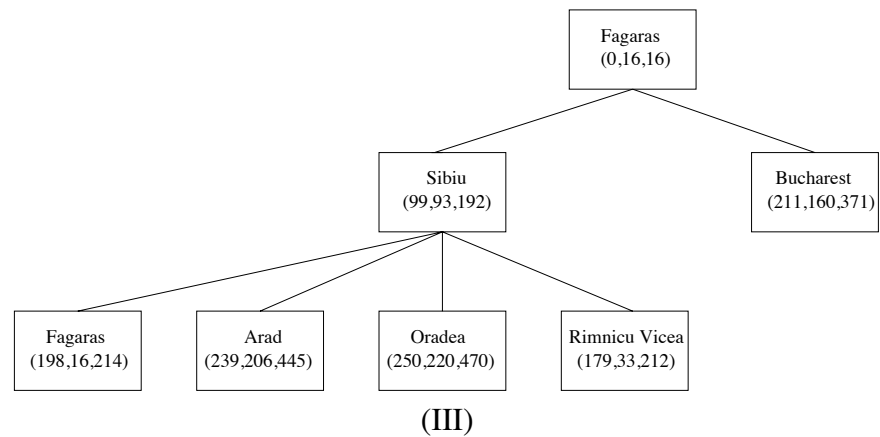 Fagaras
(0,16,16)
Sibiu
(99,93,192)
Bucharest
(211,160,371)
Fagaras
(198,16,214)
Arad
(239,206,445)
Oradea
(250,220,470)
Rimnicu Vicea
(179,33,212)
(III)